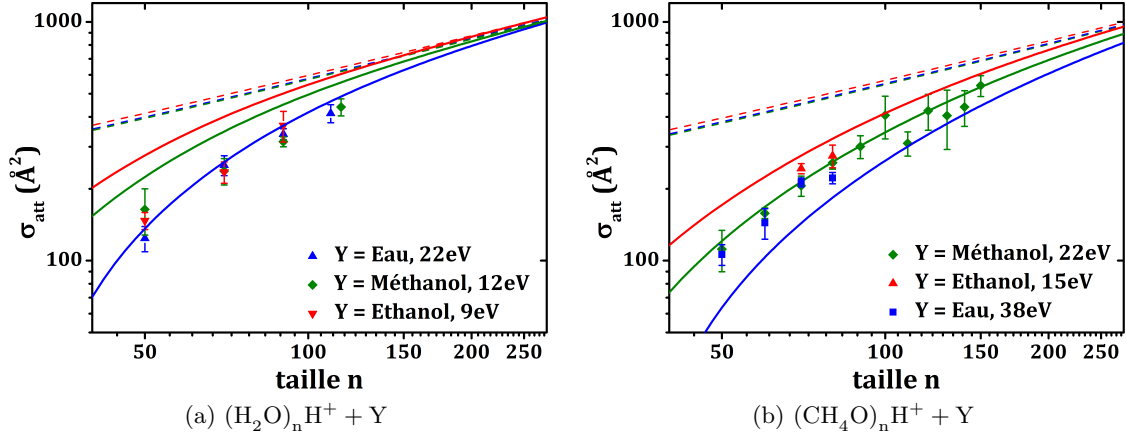 1000
100
σatt (Å²)
50
100
150
200
250
taille n
Y = Eau, 22eV
Y = Méthanol, 12eV
Y = Ethanol, 9eV
(a) (H₂O)ₙH⁺ + Y
1000
100
σatt (Å²)
50
100
150
200
250
taille n
Y = Méthanol, 22eV
Y = Ethanol, 15eV
Y = Eau, 38eV
(b) (CH₄O)ₙH⁺ + Y